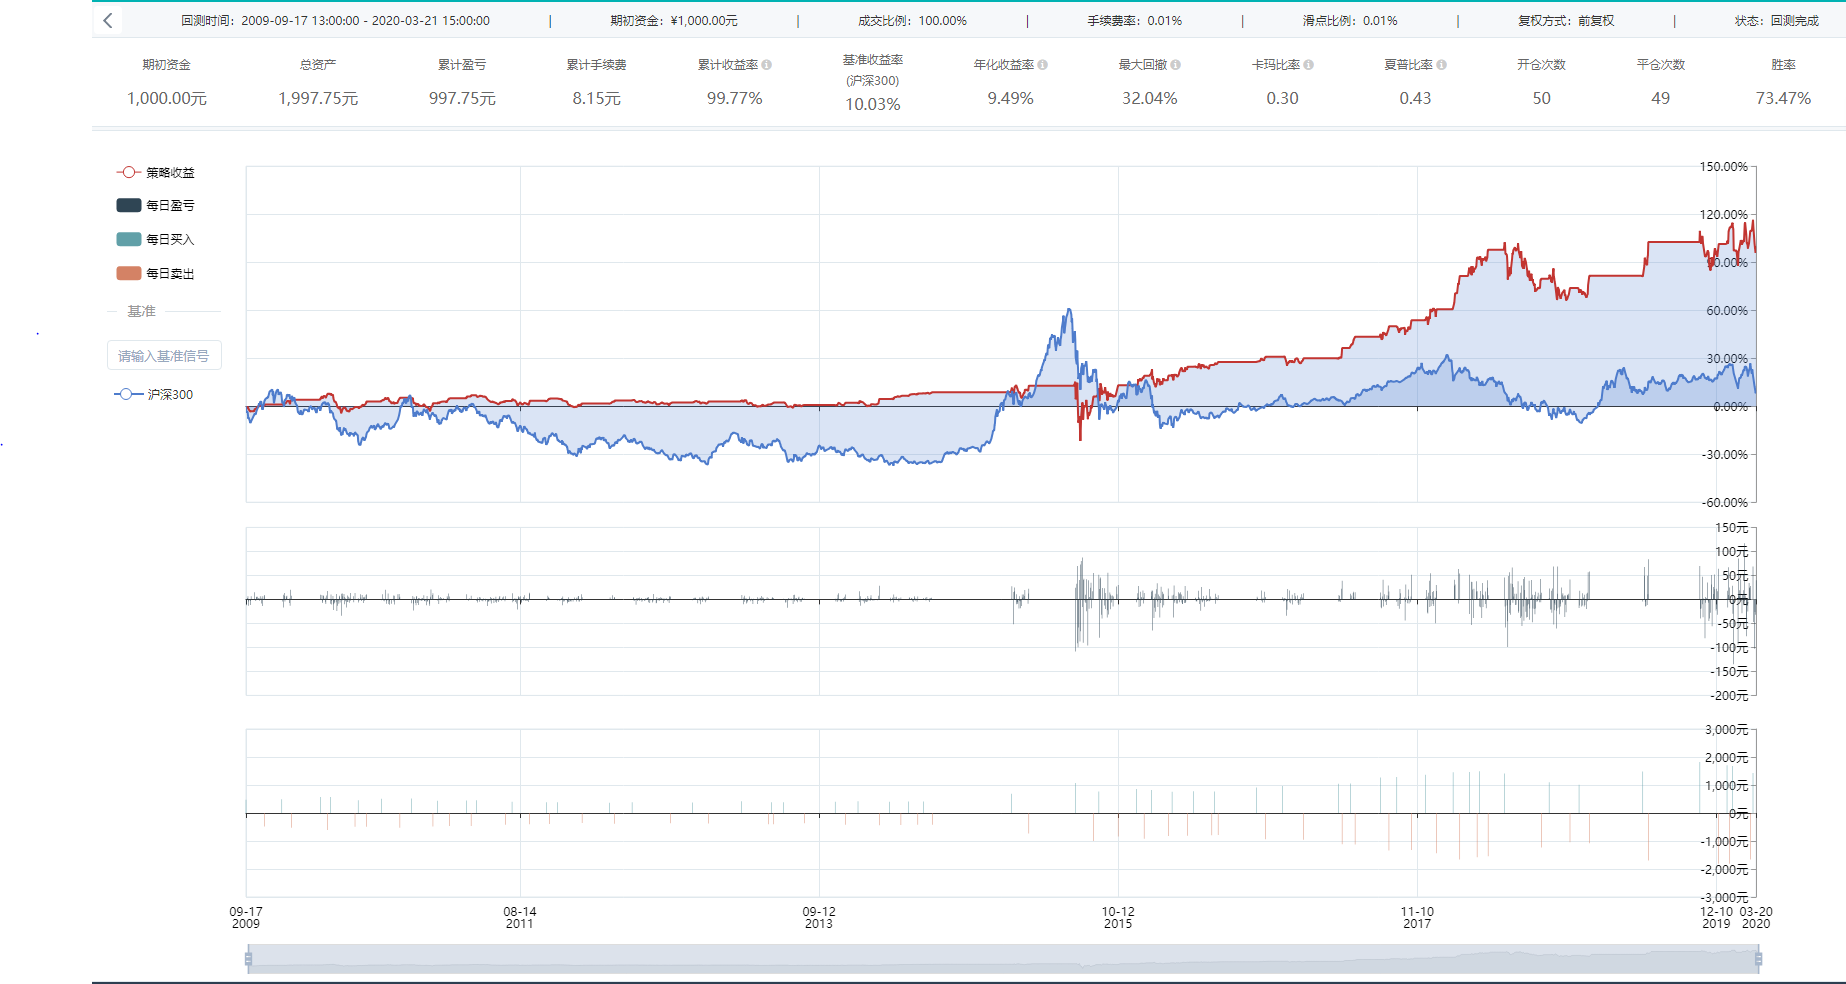 回测时间：2009-09-17 13:00:00 - 2020-03-21 15:00:00 | 期初资金：¥1,000.00元 | 成交比例：100.00% | 手续费率：0.01% | 滑点比例：0.01% | 复权方式：前复权 | 状态：回测完成
期初资金 总资产 累计盈亏 累计手续费 累计收益率 基准收益率 年化收益率 最大回撤 卡玛比率 夏普比率 开仓次数 平仓次数 胜率
(沪深300)
1,000.00元 1,997.75元 997.75元 8.15元 99.77% 10.03% 9.49% 32.04% 0.30 0.43 50 49 73.47%
策略收益
每日盈亏
每日买入
每日卖出
基准
请输入基准信号
沪深300
150.00%
120.00%
90.00%
60.00%
30.00%
0.00%
-30.00%
-60.00%
150元
100元
50元
0元
-50元
-100元
-150元
-200元
3,000元
2,000元
1,000元
0元
-1,000元
-2,000元
-3,000元
09-17 08-14 09-12 10-12 11-10 12-10 03-20
2009 2011 2013 2015 2017 2019 2020